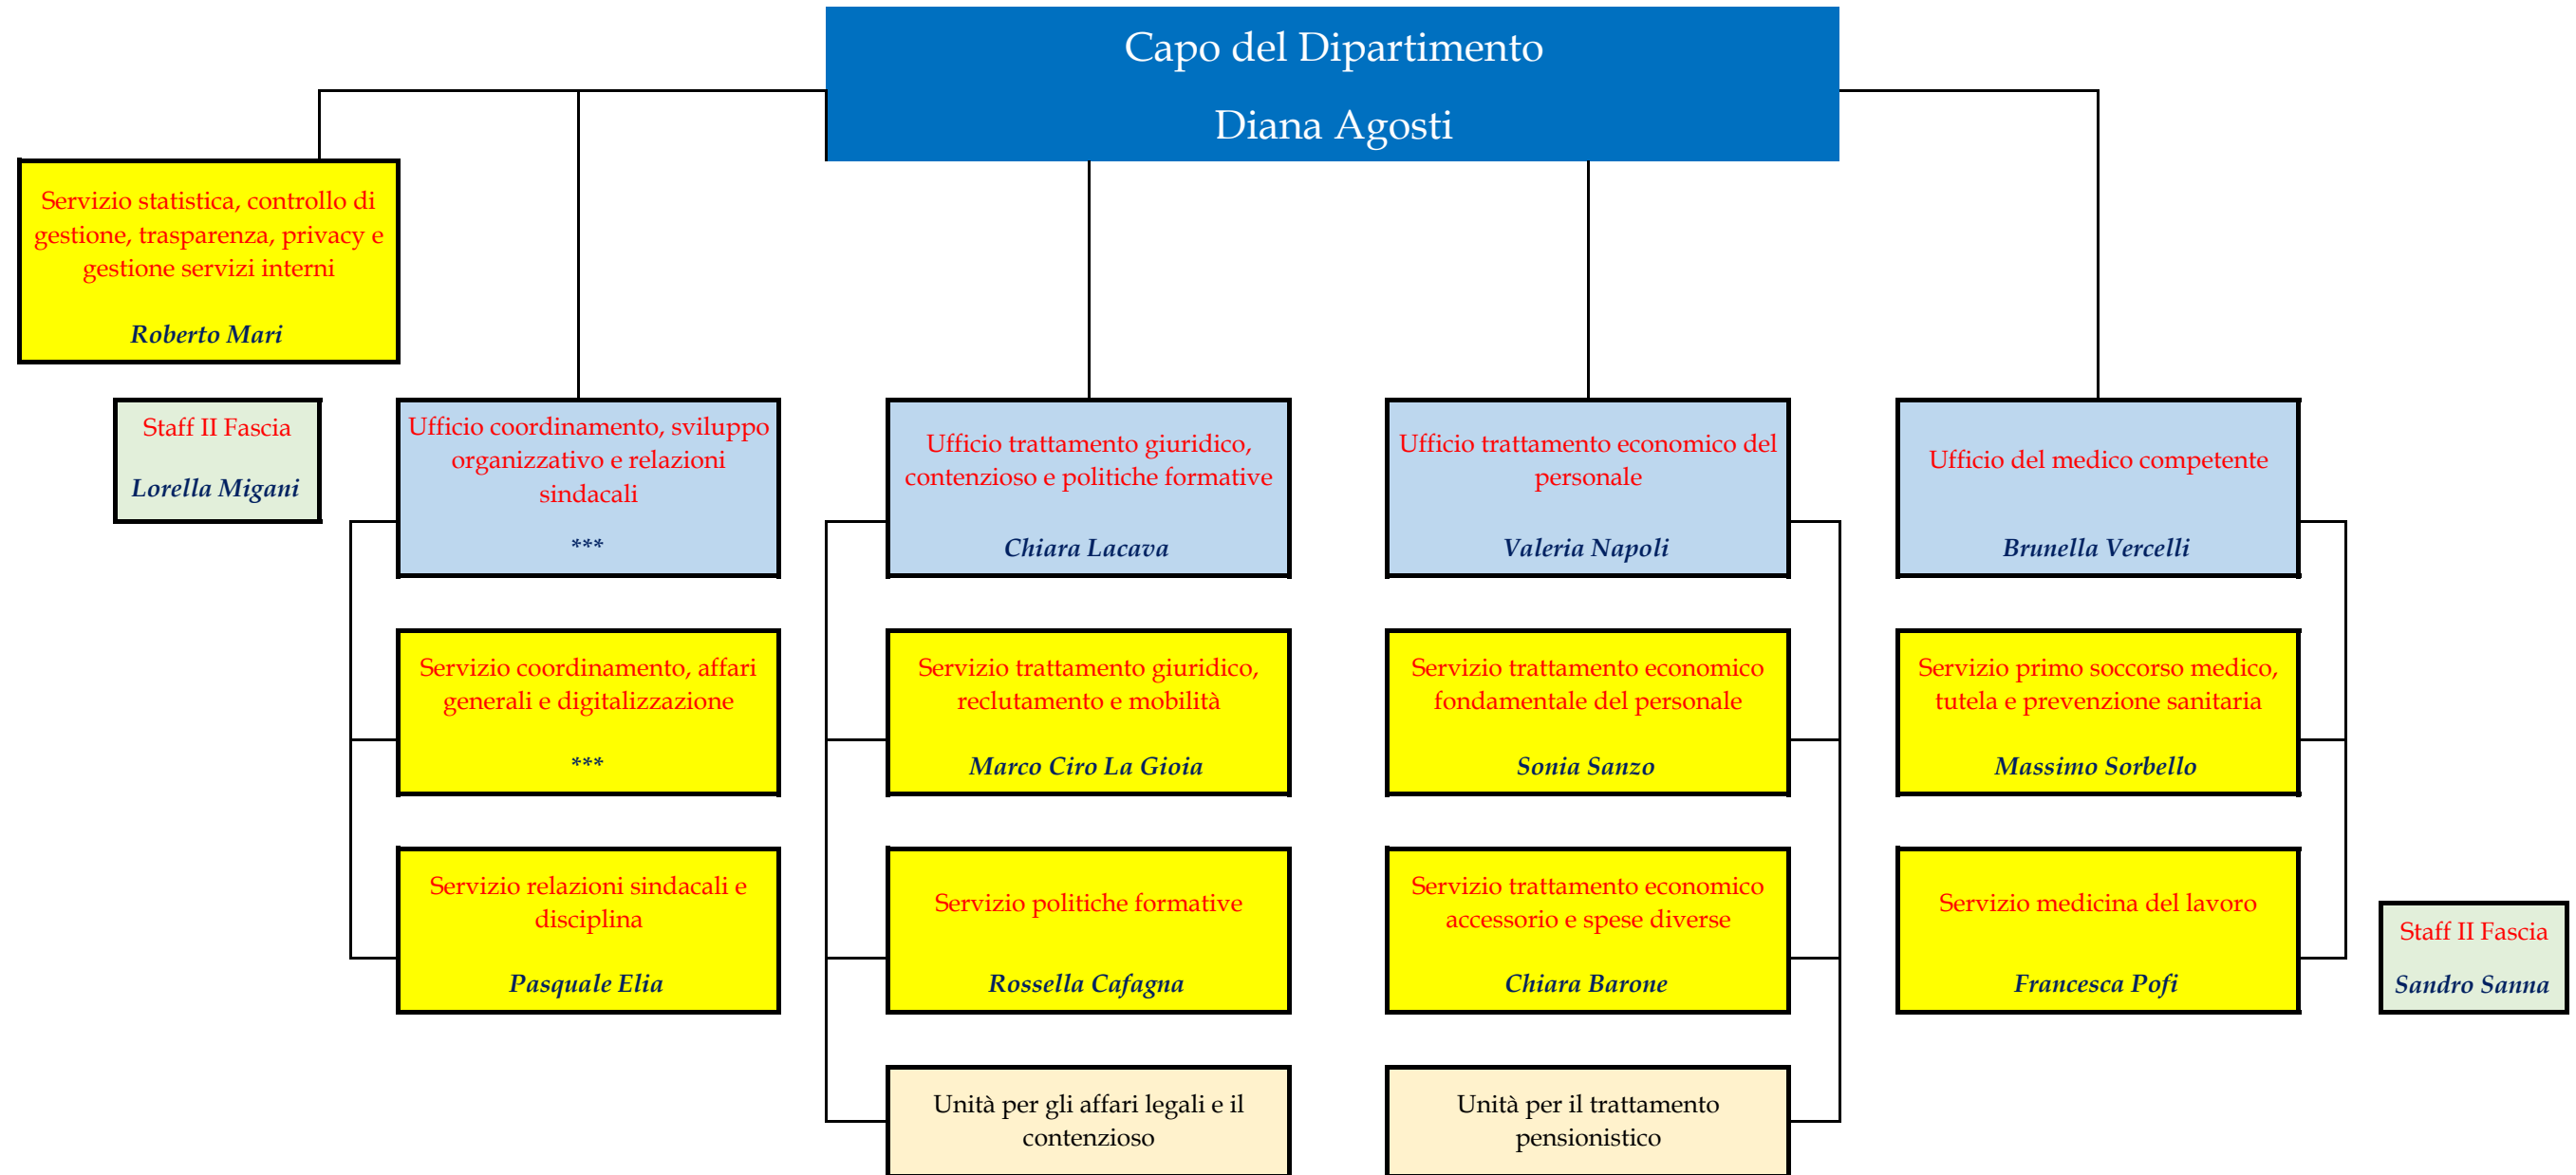 Capo del Dipartimento
Diana Agosti
Servizio statistica, controllo di
gestione, trasparenza, privacy e
gestione servizi interni
Roberto Mari
Staff II Fascia
Lorella Migani
Ufficio coordinamento, sviluppo
organizzativo e relazioni
sindacali
***
Ufficio trattamento giuridico,
contenzioso e politiche formative
Chiara Lacava
Ufficio trattamento economico del
personale
Valeria Napoli
Ufficio del medico competente
Brunella Vercelli
Servizio coordinamento, affari
generali e digitalizzazione
***
Servizio trattamento giuridico,
reclutamento e mobilità
Marco Ciro La Gioia
Servizio trattamento economico
fondamentale del personale
Sonia Sanzo
Servizio primo soccorso medico,
tutela e prevenzione sanitaria
Massimo Sorbello
Servizio relazioni sindacali e
disciplina
Pasquale Elia
Servizio politiche formative
Rossella Cafagna
Servizio trattamento economico
accessorio e spese diverse
Chiara Barone
Servizio medicina del lavoro
Francesca Pofi
Staff II Fascia
Sandro Sanna
Unità per gli affari legali e il
contenzioso
Unità per il trattamento
pensionistico